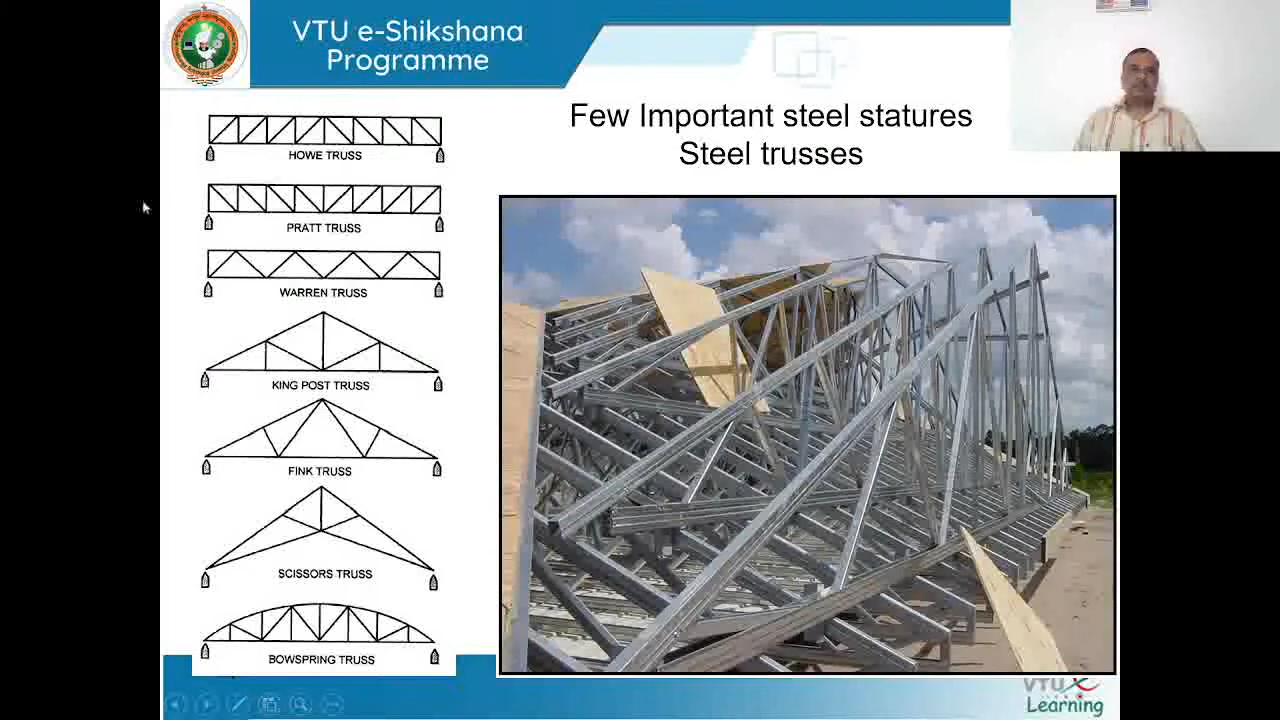 VTU e-Shikshana
Programme
Few Important steel statures
Steel trusses
HOWE TRUSS
PRATT TRUSS
WARREN TRUSS
KING POST TRUSS
FINK TRUSS
SCISSORS TRUSS
BOWSPRING TRUSS
VTU
Learning